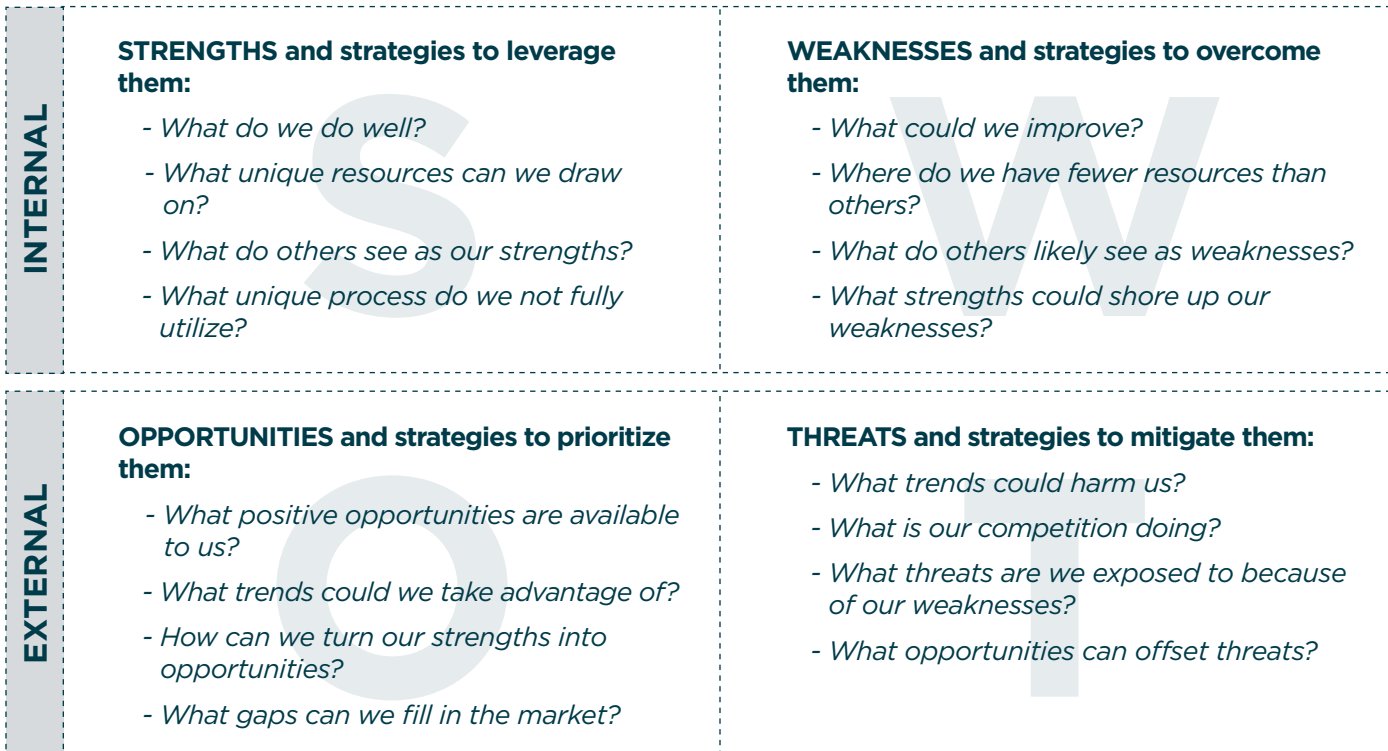 INTERNAL
STRENGTHS and strategies to leverage
them:
- What do we do well?
- What unique resources can we draw
on?
- What do others see as our strengths?
- What unique process do we not fully
utilize?
S
WEAKNESSES and strategies to overcome
them:
- What could we improve?
- Where do we have fewer resources than
others?
- What do others likely see as weaknesses?
- What strengths could shore up our
weaknesses?
W
EXTERNAL
OPPORTUNITIES and strategies to prioritize
them:
- What positive opportunities are available
to us?
- What trends could we take advantage of?
- How can we turn our strengths into
opportunities?
- What gaps can we fill in the market?
O
THREATS and strategies to mitigate them:
- What trends could harm us?
- What is our competition doing?
- What threats are we exposed to because
of our weaknesses?
- What opportunities can offset threats?
T